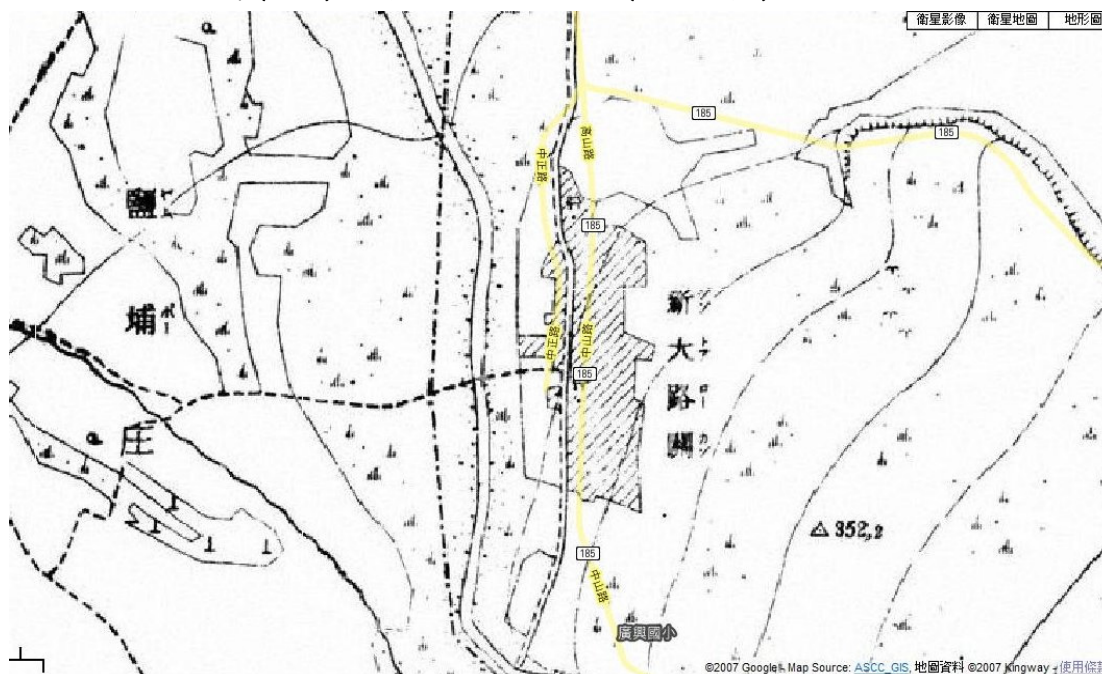 衛星影像 衛星地圖 地形圖
185
185
高山路
中正路
185
新大路關
埔
中正路
中山路
185
庄
352.2
185
中山路
廣興國小
©2007 Google - Map Source: ASCC_GIS, 地圖資料 ©2007 Kingway - 使用條款